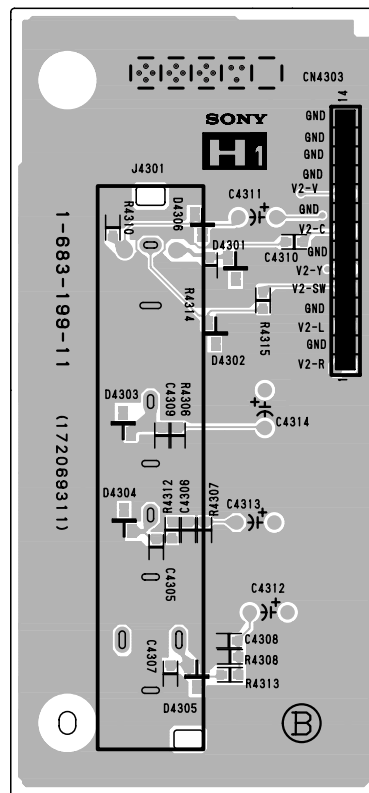 CN4303
14
GND
GND
GND
GND
V2-V
GND
V2-C
GND
V2-Y
V2-SW
GND
V2-L
GND
V2-R
1
SONY
H1
J4301
R4310
D4306
C4311
D4301
C4310
R4314
R4315
D4302
1-683-199-11
(172069311)
D4303
C4309
R4306
C4314
D4304
R4312
C4306
R4307
C4313
C4305
C4312
C4307
C4308
R4308
R4313
D4305
B